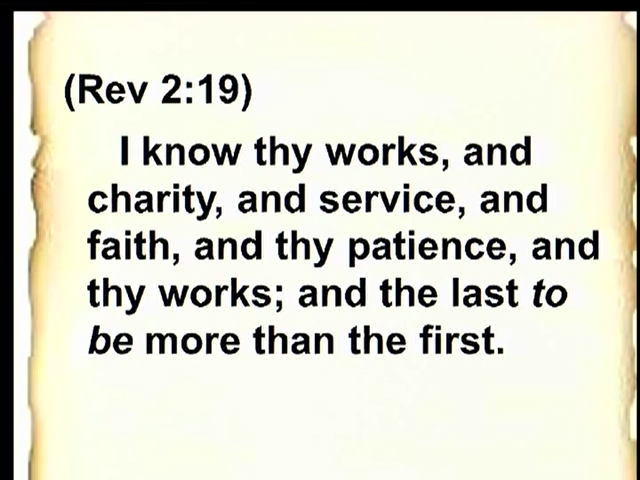 (Rev 2:19)
I know thy works, and
charity, and service, and
faith, and thy patience, and
thy works; and the last to
be more than the first.